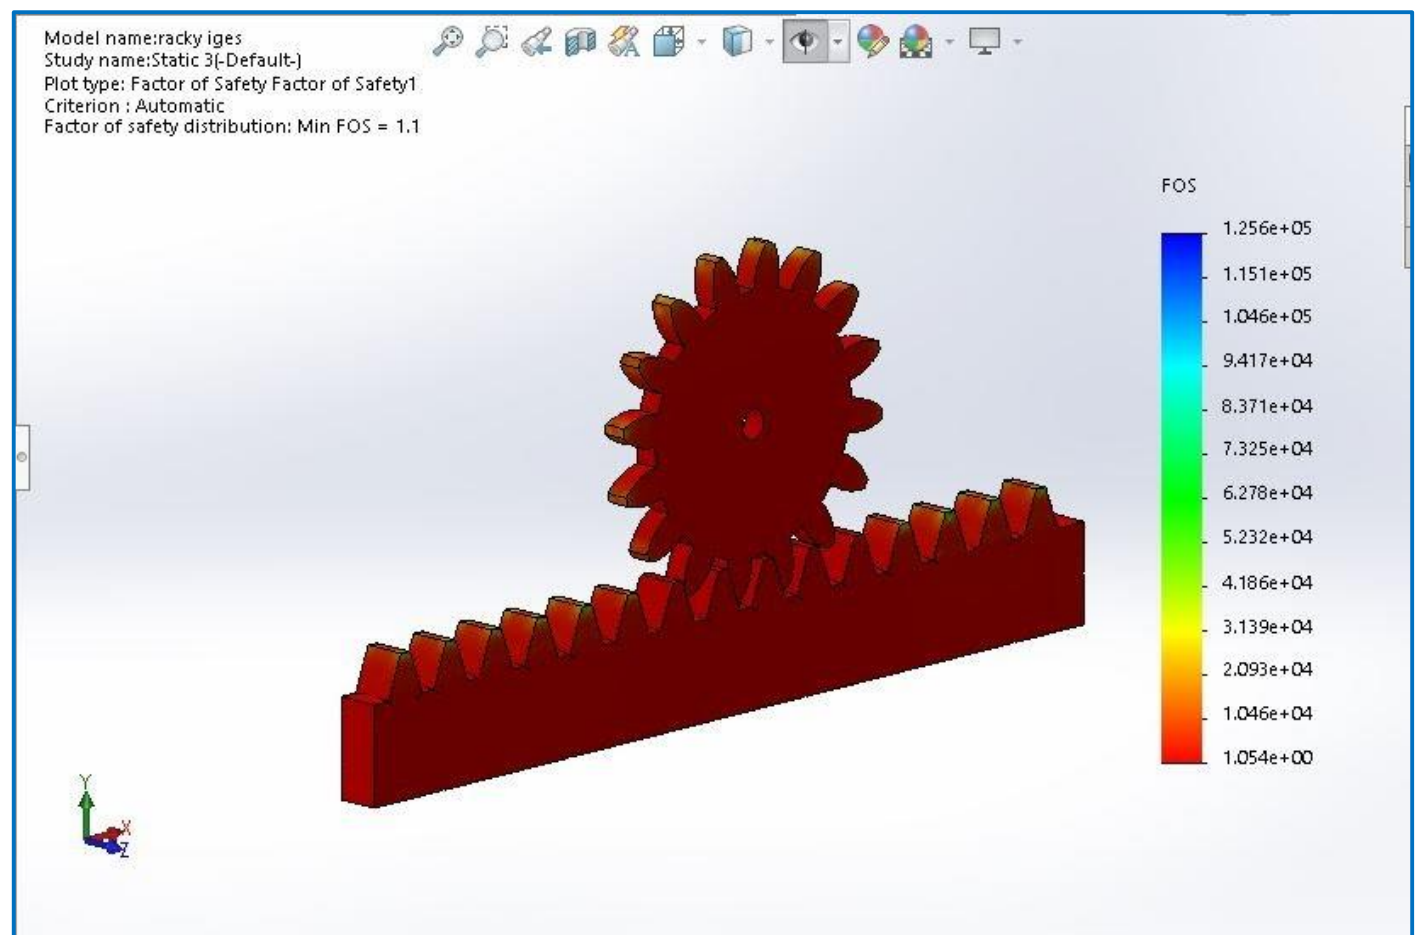 Model name:racky iges
Study name:Static 3(-Default-)
Plot type: Factor of Safety Factor of Safety1
Criterion : Automatic
Factor of safety distribution: Min FOS = 1.1
FOS
1.256e+05
1.151e+05
1.046e+05
9.417e+04
8.371e+04
7.325e+04
6.278e+04
5.232e+04
4.186e+04
3.139e+04
2.093e+04
1.046e+04
1.054e+00
Y
X
Z